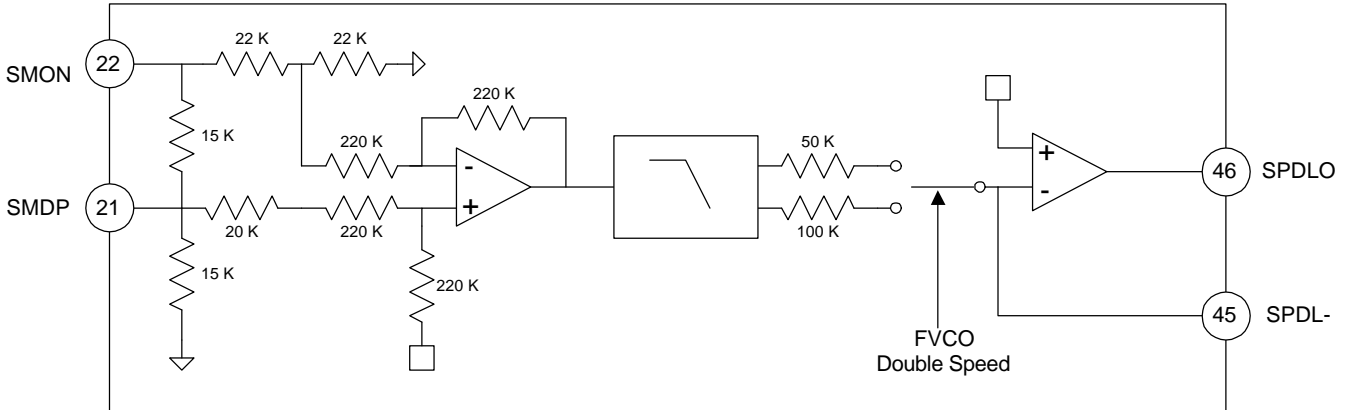 22 K
22 K
SMON
22
15 K
220 K
220 K
-
+
SMDP
21
20 K
220 K
15 K
220 K
50 K
100 K
FVCO
Double Speed
+
-
46
SPDLO
45
SPDL-